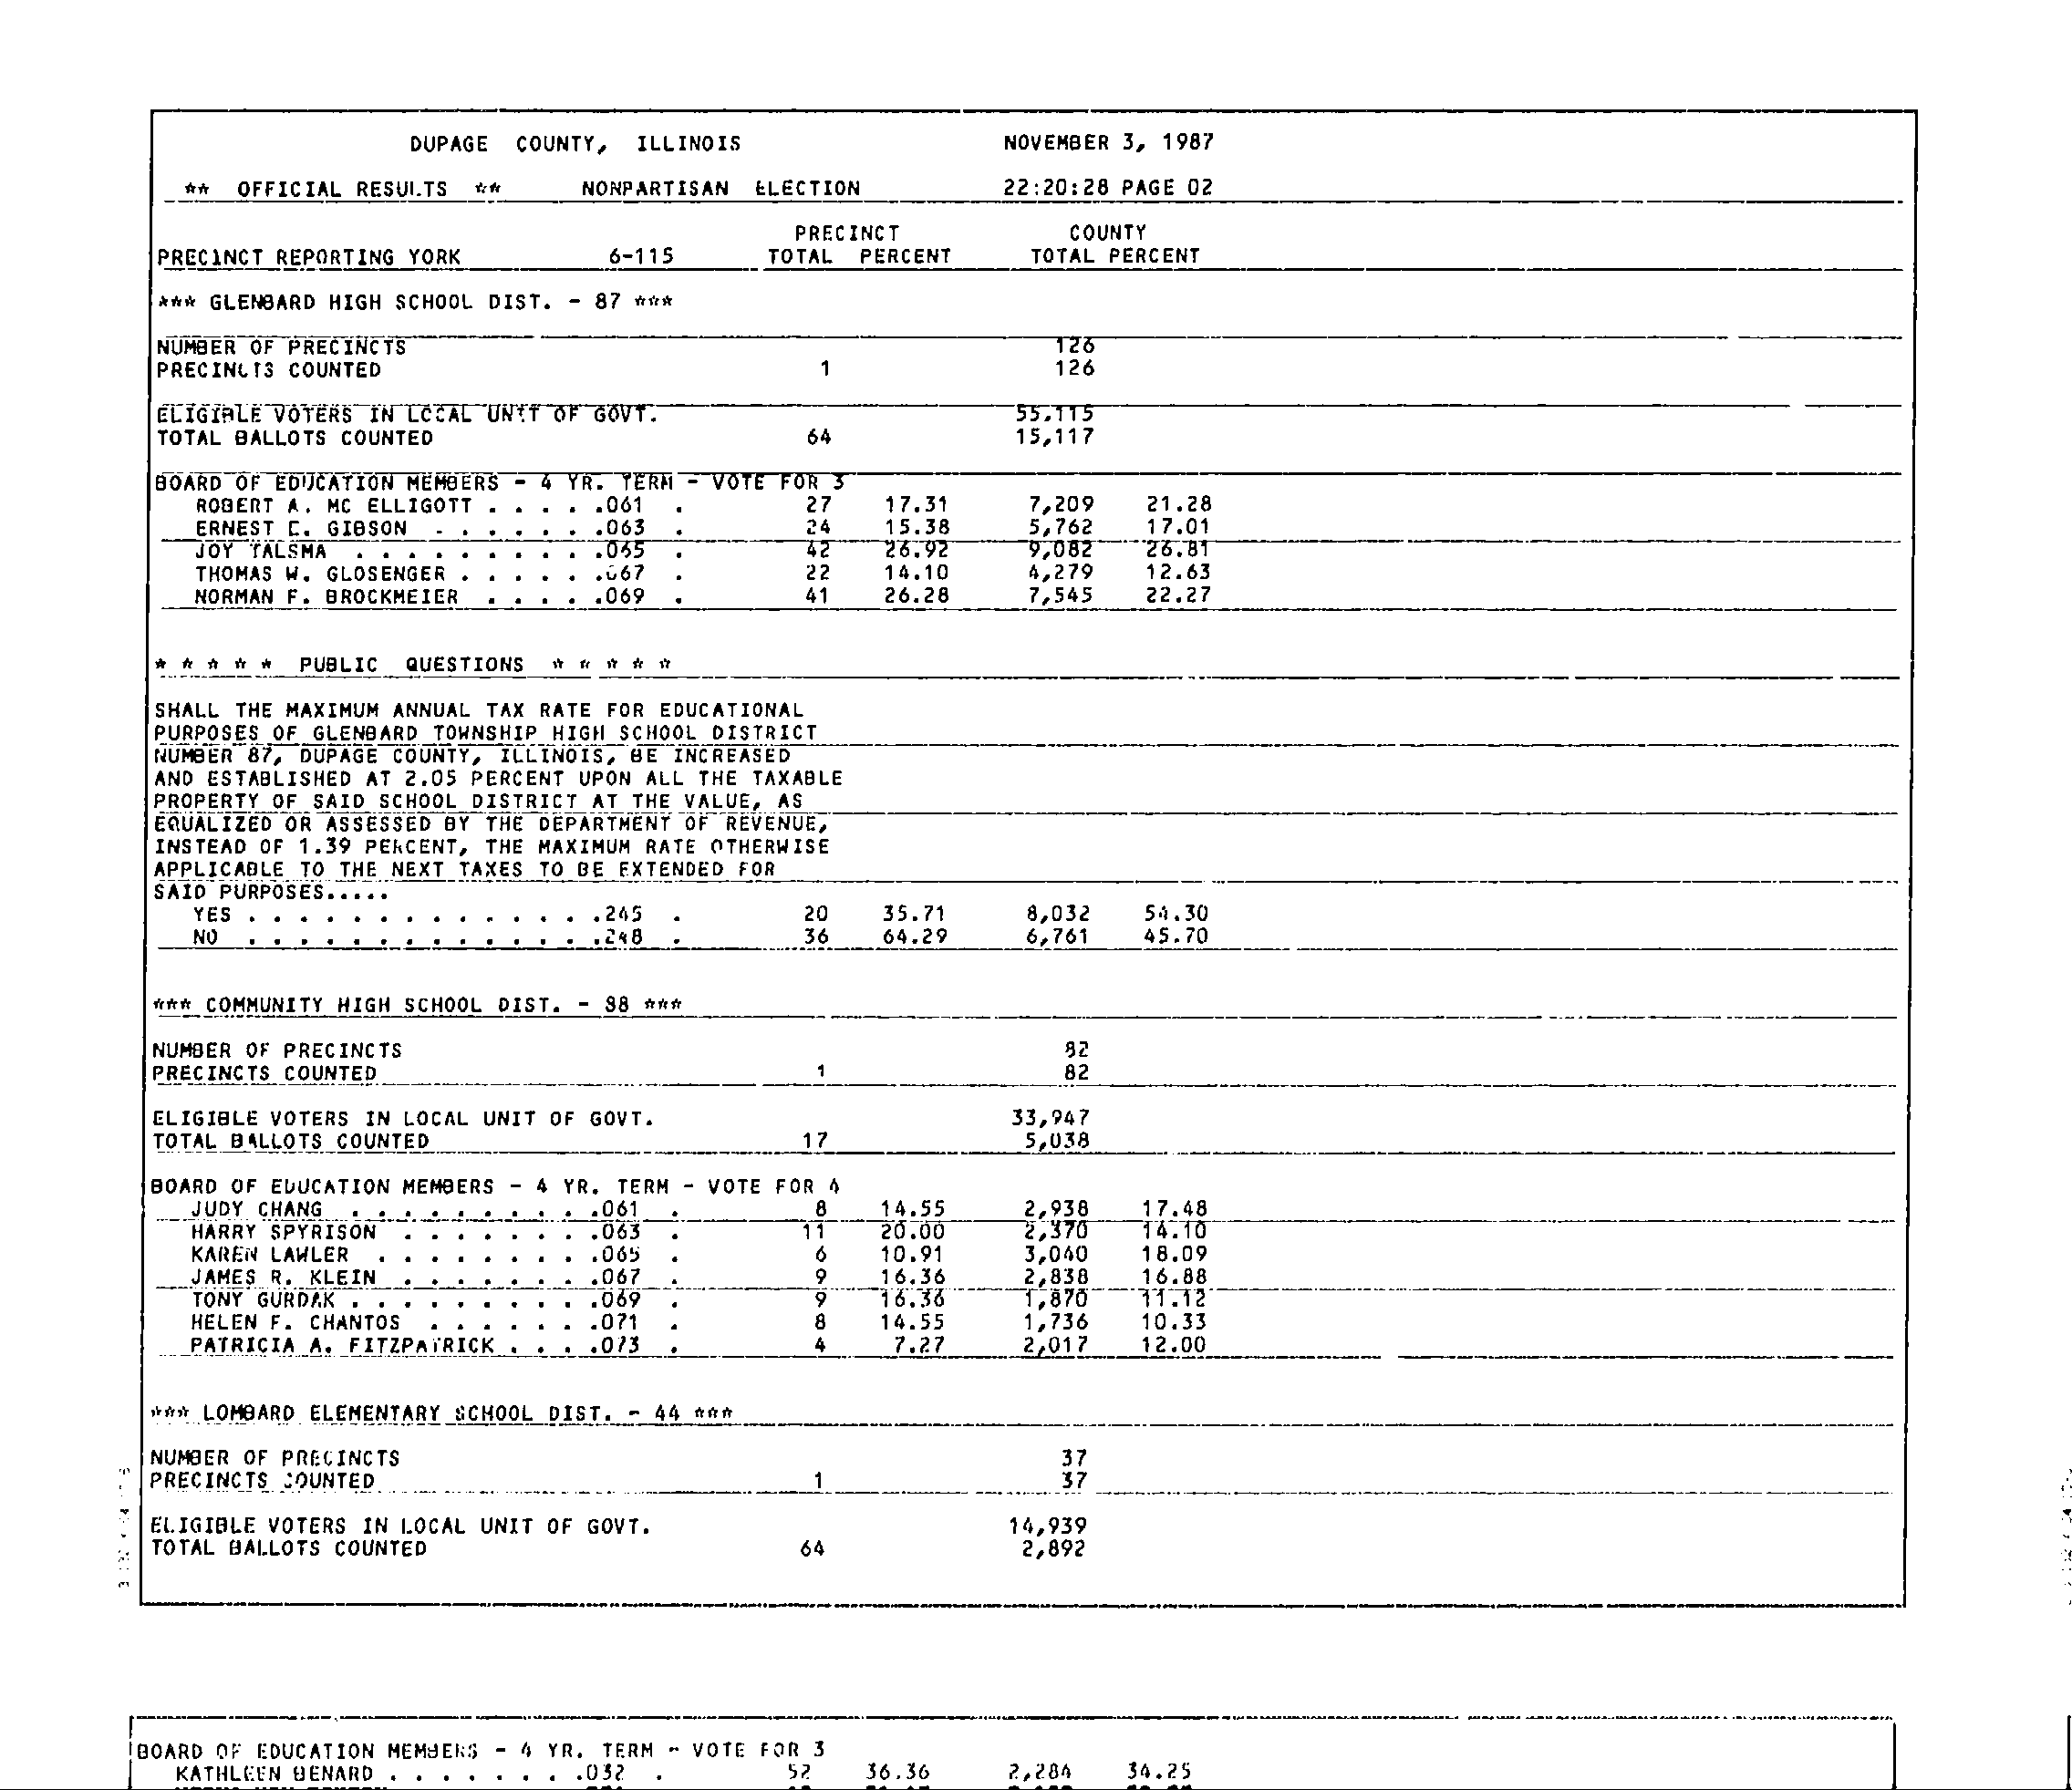 DUPAGE COUNTY, ILLINOIS NOVEMBER 3, 1987
** OFFICIAL RESULTS ** NONPARTISAN ELECTION 22:20:28 PAGE 02
PRECINCT COUNTY
PRECINCT REPORTING YORK 6-115 TOTAL PERCENT TOTAL PERCENT
*** GLENBARD HIGH SCHOOL DIST. - 87 ***
NUMBER OF PRECINCTS 126
PRECINCTS COUNTED 1 126
ELIGIBLE VOTERS IN LOCAL UNIT OF GOVT. 55,115
TOTAL BALLOTS COUNTED 64 15,117
BOARD OF EDUCATION MEMBERS - 4 YR. TERM - VOTE FOR 3
ROBERT A. MC ELLIGOTT . . . . .061 . 27 17.31 7,209 21.28
ERNEST C. GIBSON . . . . . . .063 . 24 15.38 5,762 17.01
JOY TALSMA . . . . . . . . . .065 . 42 26.92 9,082 26.81
THOMAS W. GLOSENGER . . . . . .067 . 22 14.10 4,279 12.63
NORMAN F. BROCKMEIER . . . . .069 . 41 26.28 7,545 22.27
* * * * * PUBLIC QUESTIONS * * * * *
SHALL THE MAXIMUM ANNUAL TAX RATE FOR EDUCATIONAL
PURPOSES OF GLENBARD TOWNSHIP HIGH SCHOOL DISTRICT
NUMBER 87, DUPAGE COUNTY, ILLINOIS, BE INCREASED
AND ESTABLISHED AT 2.05 PERCENT UPON ALL THE TAXABLE
PROPERTY OF SAID SCHOOL DISTRICT AT THE VALUE, AS
EQUALIZED OR ASSESSED BY THE DEPARTMENT OF REVENUE,
INSTEAD OF 1.39 PERCENT, THE MAXIMUM RATE OTHERWISE
APPLICABLE TO THE NEXT TAXES TO BE EXTENDED FOR
SAID PURPOSES.....
YES . . . . . . . . . . . . . .245 . 20 35.71 8,032 54.30
NO . . . . . . . . . . . . . .248 . 36 64.29 6,761 45.70
*** COMMUNITY HIGH SCHOOL DIST. - 88 ***
NUMBER OF PRECINCTS 82
PRECINCTS COUNTED 1 82
ELIGIBLE VOTERS IN LOCAL UNIT OF GOVT. 33,947
TOTAL BALLOTS COUNTED 17 5,038
BOARD OF EDUCATION MEMBERS - 4 YR. TERM - VOTE FOR 4
JUDY CHANG . . . . . . . . . .061 . 8 14.55 2,938 17.48
HARRY SPYRISON . . . . . . . .063 . 11 20.00 2,370 14.10
KAREN LAWLER . . . . . . . . .065 . 6 10.91 3,040 18.09
JAMES R. KLEIN . . . . . . . .067 . 9 16.36 2,838 16.88
TONY GURDAK . . . . . . . . . .069 . 9 16.36 1,870 11.12
HELEN F. CHANTOS . . . . . . .071 . 8 14.55 1,736 10.33
PATRICIA A. FITZPATRICK . . . .073 . 4 7.27 2,017 12.00
*** LOMBARD ELEMENTARY SCHOOL DIST. - 44 ***
NUMBER OF PRECINCTS 37
PRECINCTS COUNTED 1 37
ELIGIBLE VOTERS IN LOCAL UNIT OF GOVT. 14,939
TOTAL BALLOTS COUNTED 64 2,892
BOARD OF EDUCATION MEMBERS - 4 YR. TERM - VOTE FOR 3
KATHLEEN BENARD . . . . . . . .032 . 52 36.36 2,284 34.25